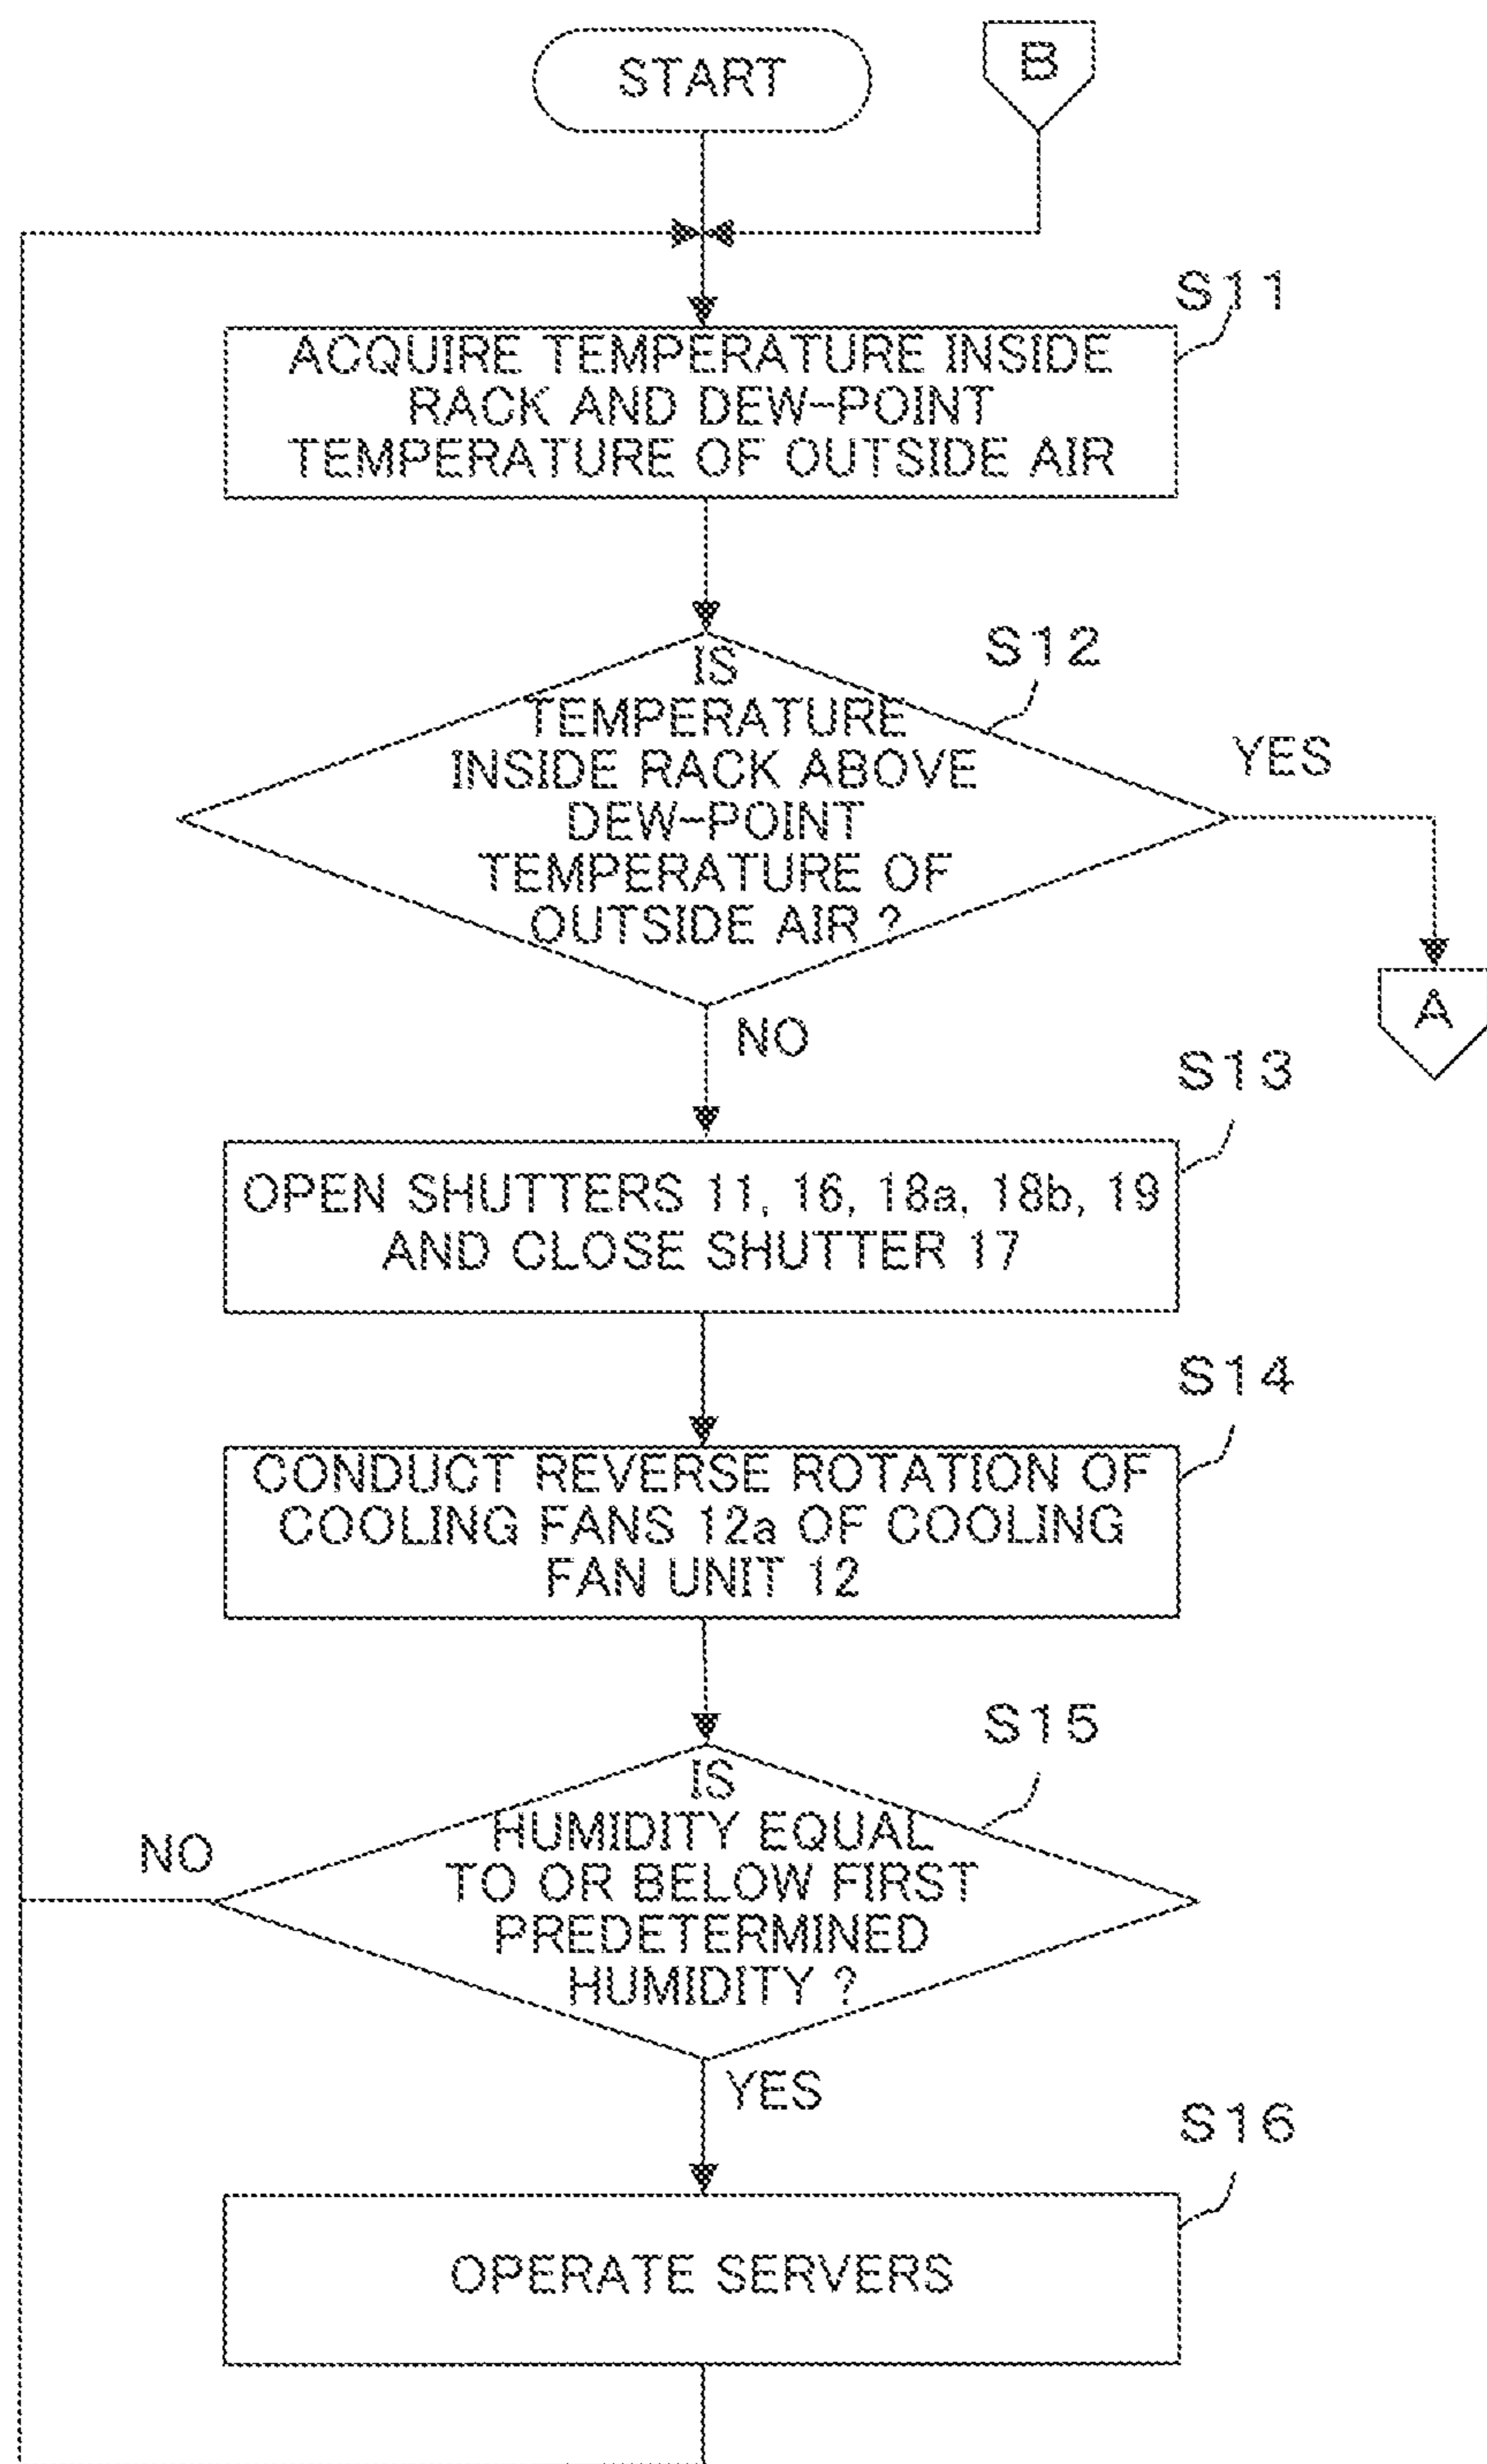 START
B
S11
ACQUIRE TEMPERATURE INSIDE
RACK AND DEW-POINT
TEMPERATURE OF OUTSIDE AIR
S12
IS
TEMPERATURE
INSIDE RACK ABOVE
DEW-POINT
TEMPERATURE OF
OUTSIDE AIR ?
YES
A
NO
S13
OPEN SHUTTERS 11, 16, 18a, 18b, 19
AND CLOSE SHUTTER 17
S14
CONDUCT REVERSE ROTATION OF
COOLING FANS 12a OF COOLING
FAN UNIT 12
S15
IS
HUMIDITY EQUAL
TO OR BELOW FIRST
PREDETERMINED
HUMIDITY ?
NO
YES
S16
OPERATE SERVERS